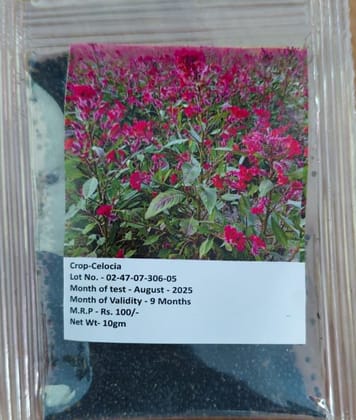 Crop-Celocia
Lot No. - 02-47-07-306-05
Month of test - August - 2025
Month of Validity - 9 Months
M.R.P - Rs. 100/-
Net Wt- 10gm